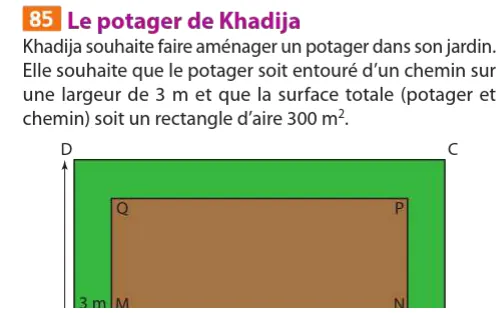 85 Le potager de Khadija
Khadija souhaite faire aménager un potager dans son jardin.
Elle souhaite que le potager soit entouré d'un chemin sur
une largeur de 3 m et que la surface totale (potager et
chemin) soit un rectangle d'aire 300 m².
D C
Q P
3 m M N